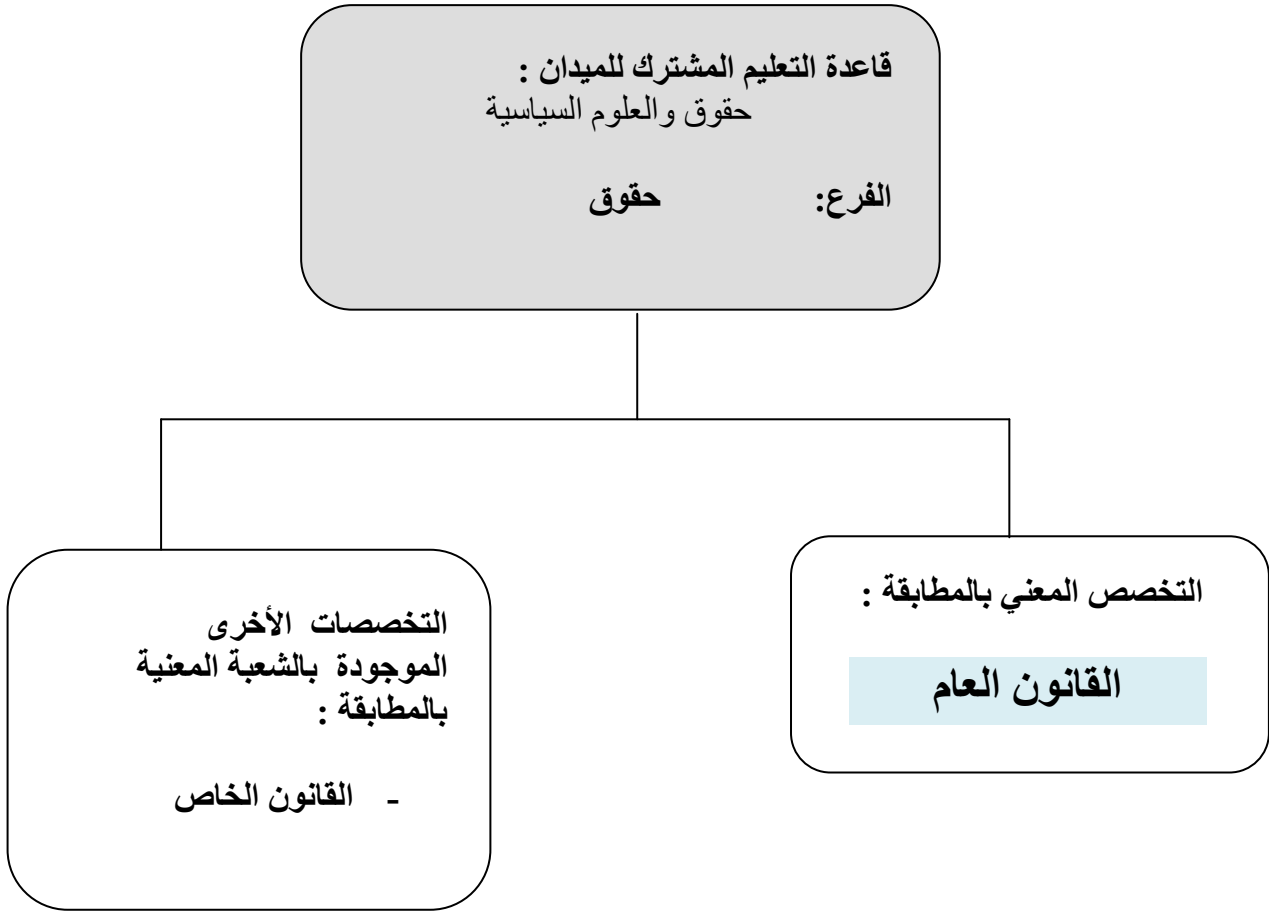 قاعدة التعليم المشترك للميدان :
حقوق والعلوم السياسية
الفرع: حقوق
التخصص المعني بالمطابقة :
القانون العام
التخصصات الأخرى
الموجودة بالشعبة المعنية
بالمطابقة :
- القانون الخاص